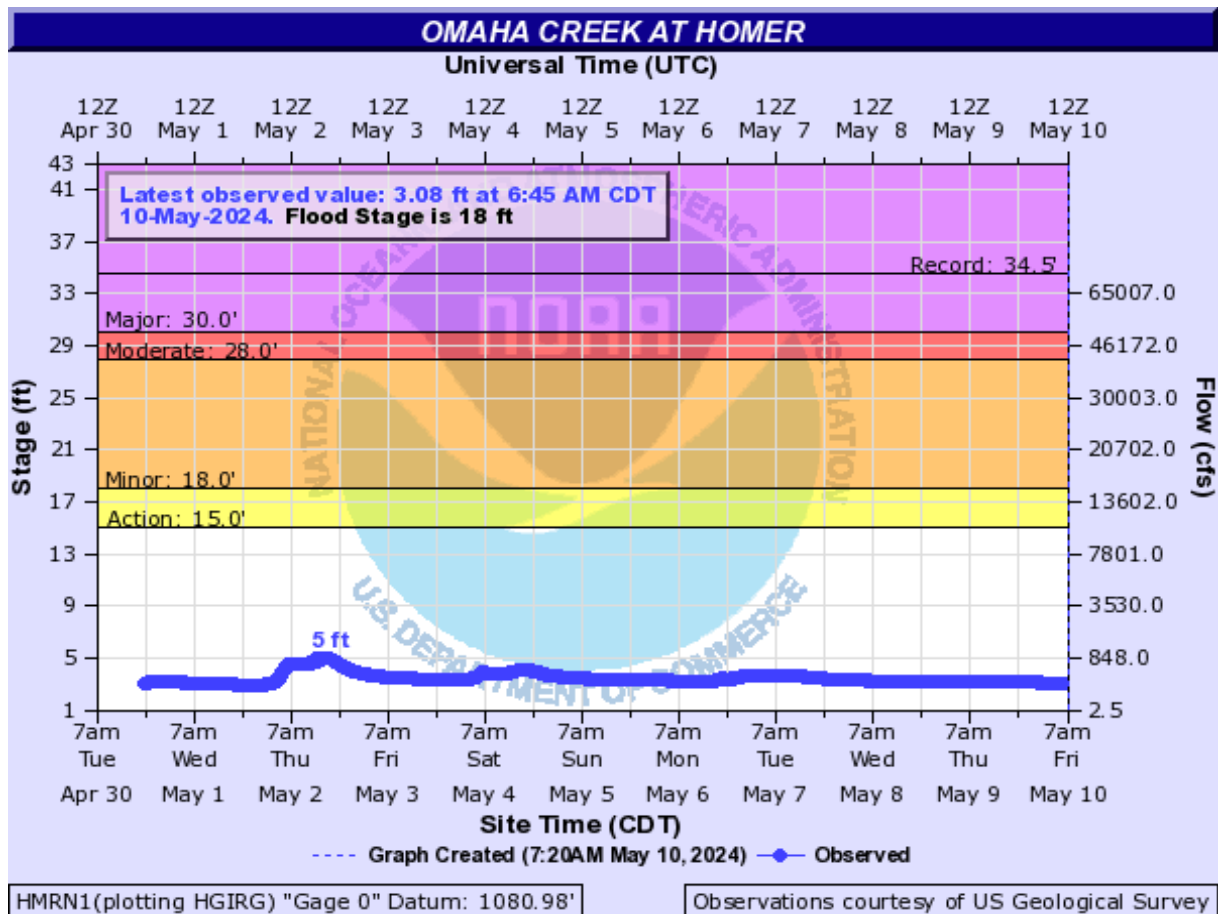 OMAHA CREEK AT HOMER
Universal Time (UTC)
12Z 12Z 12Z 12Z 12Z 12Z 12Z 12Z 12Z 12Z 12Z
Apr 30 May 1 May 2 May 3 May 4 May 5 May 6 May 7 May 8 May 9 May 10
Latest observed value: 3.08 ft at 6:45 AM CDT
10-May-2024. Flood Stage is 18 ft
Record: 34.5'
Major: 30.0'
Moderate: 28.0'
Minor: 18.0'
Action: 15.0'
5 ft
NATIONAL OCEANIC AND ATMOSPHERIC ADMINISTRATION
NOAA
U.S. DEPARTMENT OF COMMERCE
Stage (ft)
43
41
37
33
29
25
21
17
13
9
5
1
65007.0
46172.0
30003.0
20702.0
13602.0
7801.0
3530.0
848.0
2.5
Flow (cfs)
7am 7am 7am 7am 7am 7am 7am 7am 7am 7am 7am
Tue Wed Thu Fri Sat Sun Mon Tue Wed Thu Fri
Apr 30 May 1 May 2 May 3 May 4 May 5 May 6 May 7 May 8 May 9 May 10
Site Time (CDT)
Graph Created (7:20AM May 10, 2024) Observed
HMRN1(plotting HGIRG) "Gage 0" Datum: 1080.98'
Observations courtesy of US Geological Survey